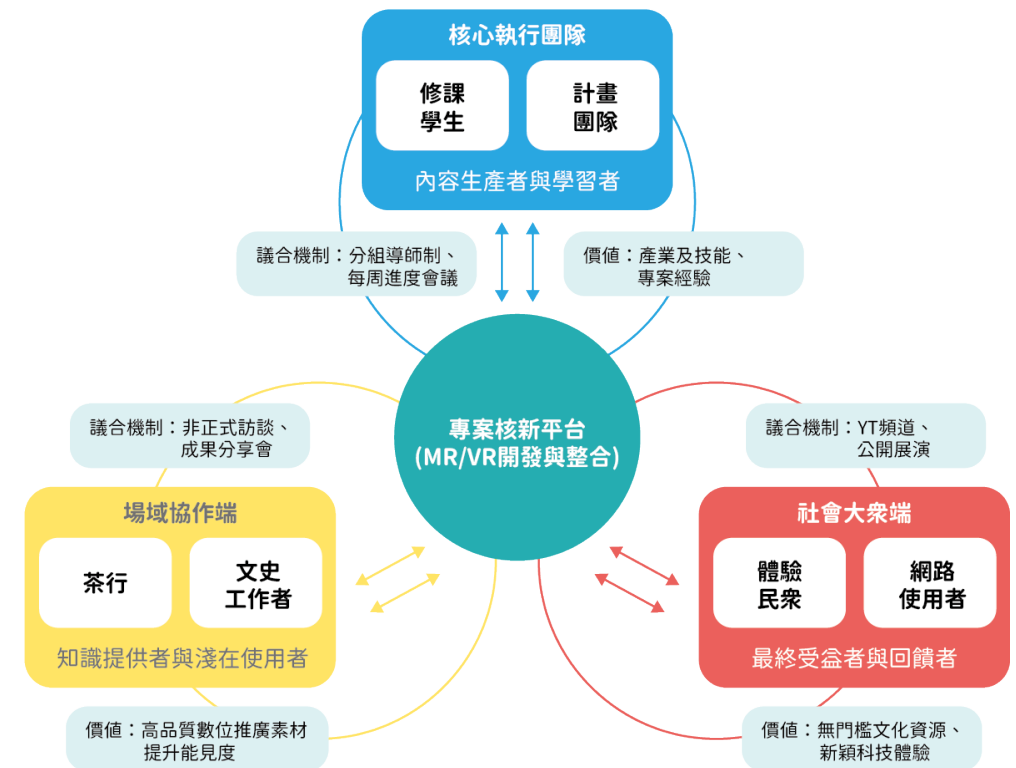 核心執行團隊
修課
學生
計畫
團隊
內容生產者與學習者
議合機制：分組導師制、
每周進度會議
價值：產業及技能、
專案經驗
專案核新平台
(MR/VR開發與整合)
議合機制：非正式訪談、
成果分享會
場域協作端
茶行
文史
工作者
知識提供者與淺在使用者
價值：高品質數位推廣素材
提升能見度
議合機制：YT頻道、
公開展演
社會大眾端
體驗
民眾
網路
使用者
最終受益者與回饋者
價值：無門檻文化資源、
新穎科技體驗